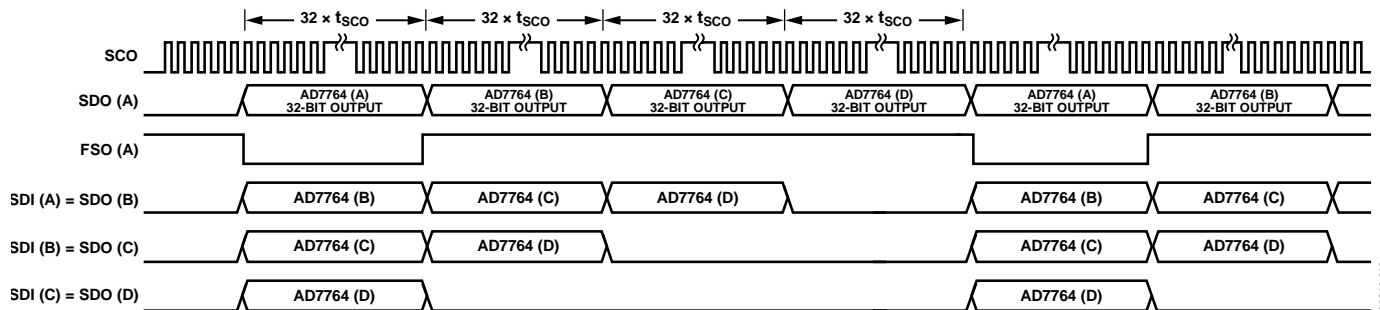 32 × tSCO 32 × tSCO 32 × tSCO 32 × tSCO
SCO
SDO (A) AD7764 (A) 32-BIT OUTPUT AD7764 (B) 32-BIT OUTPUT AD7764 (C) 32-BIT OUTPUT AD7764 (D) 32-BIT OUTPUT AD7764 (A) 32-BIT OUTPUT AD7764 (B) 32-BIT OUTPUT
FSO (A)
SDI (A) = SDO (B) AD7764 (B) AD7764 (C) AD7764 (D) AD7764 (B) AD7764 (C)
SDI (B) = SDO (C) AD7764 (C) AD7764 (D) AD7764 (C) AD7764 (D)
SDI (C) = SDO (D) AD7764 (D) AD7764 (D)